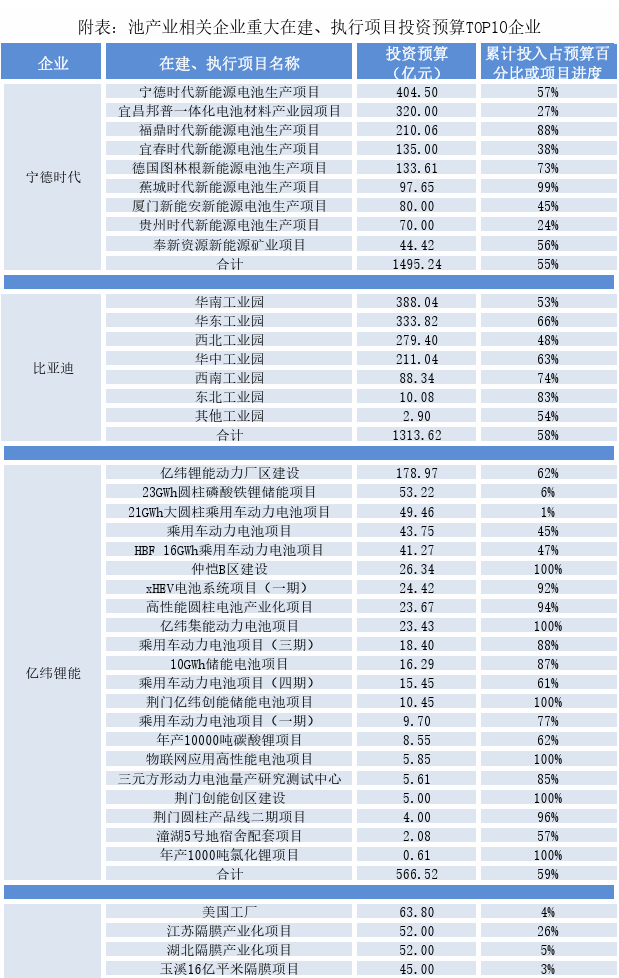 附表：池产业相关企业重大在建、执行项目投资预算TOP10企业
企业 在建、执行项目名称 投资预算（亿元） 累计投入占预算百分比或项目进度
宁德时代
宁德时代新能源电池生产项目 404.50 57%
宜昌邦普一体化电池材料产业园项目 320.00 27%
福鼎时代新能源电池生产项目 210.06 88%
宜春时代新能源电池生产项目 135.00 38%
德国图林根新能源电池生产项目 133.61 73%
蕉城时代新能源电池生产项目 97.65 99%
厦门新能安新能源电池生产项目 80.00 45%
贵州时代新能源电池生产项目 70.00 24%
奉新资源新能源矿业项目 44.42 56%
合计 1495.24 55%
比亚迪
华南工业园 388.04 53%
华东工业园 333.82 66%
西北工业园 279.40 48%
华中工业园 211.04 63%
西南工业园 88.34 74%
东北工业园 10.08 83%
其他工业园 2.90 54%
合计 1313.62 58%
亿纬锂能
亿纬锂能动力厂区建设 178.97 62%
23GWh圆柱磷酸铁锂储能项目 53.22 6%
21GWh大圆柱乘用车动力电池项目 49.46 1%
乘用车动力电池项目 43.75 45%
HBF 16GWh乘用车动力电池项目 41.27 47%
仲恺B区建设 26.34 100%
xHEV电池系统项目（一期） 24.42 92%
高性能圆柱电池产业化项目 23.67 94%
亿纬集能动力电池项目 23.43 100%
乘用车动力电池项目（三期） 18.40 88%
10GWh储能电池项目 16.29 87%
乘用车动力电池项目（四期） 15.45 61%
荆门亿纬创能储能电池项目 10.45 100%
乘用车动力电池项目（一期） 9.70 77%
年产10000吨碳酸锂项目 8.55 62%
物联网应用高性能电池项目 5.85 100%
三元方形动力电池量产研究测试中心 5.61 85%
荆门创能创区建设 5.00 100%
荆门圆柱产品线二期项目 4.00 96%
潼湖5号地宿舍配套项目 2.08 57%
年产1000吨氯化锂项目 0.61 100%
合计 566.52 59%
美国工厂 63.80 4%
江苏隔膜产业化项目 52.00 26%
湖北隔膜产业化项目 52.00 5%
玉溪16亿平米隔膜项目 45.00 3%